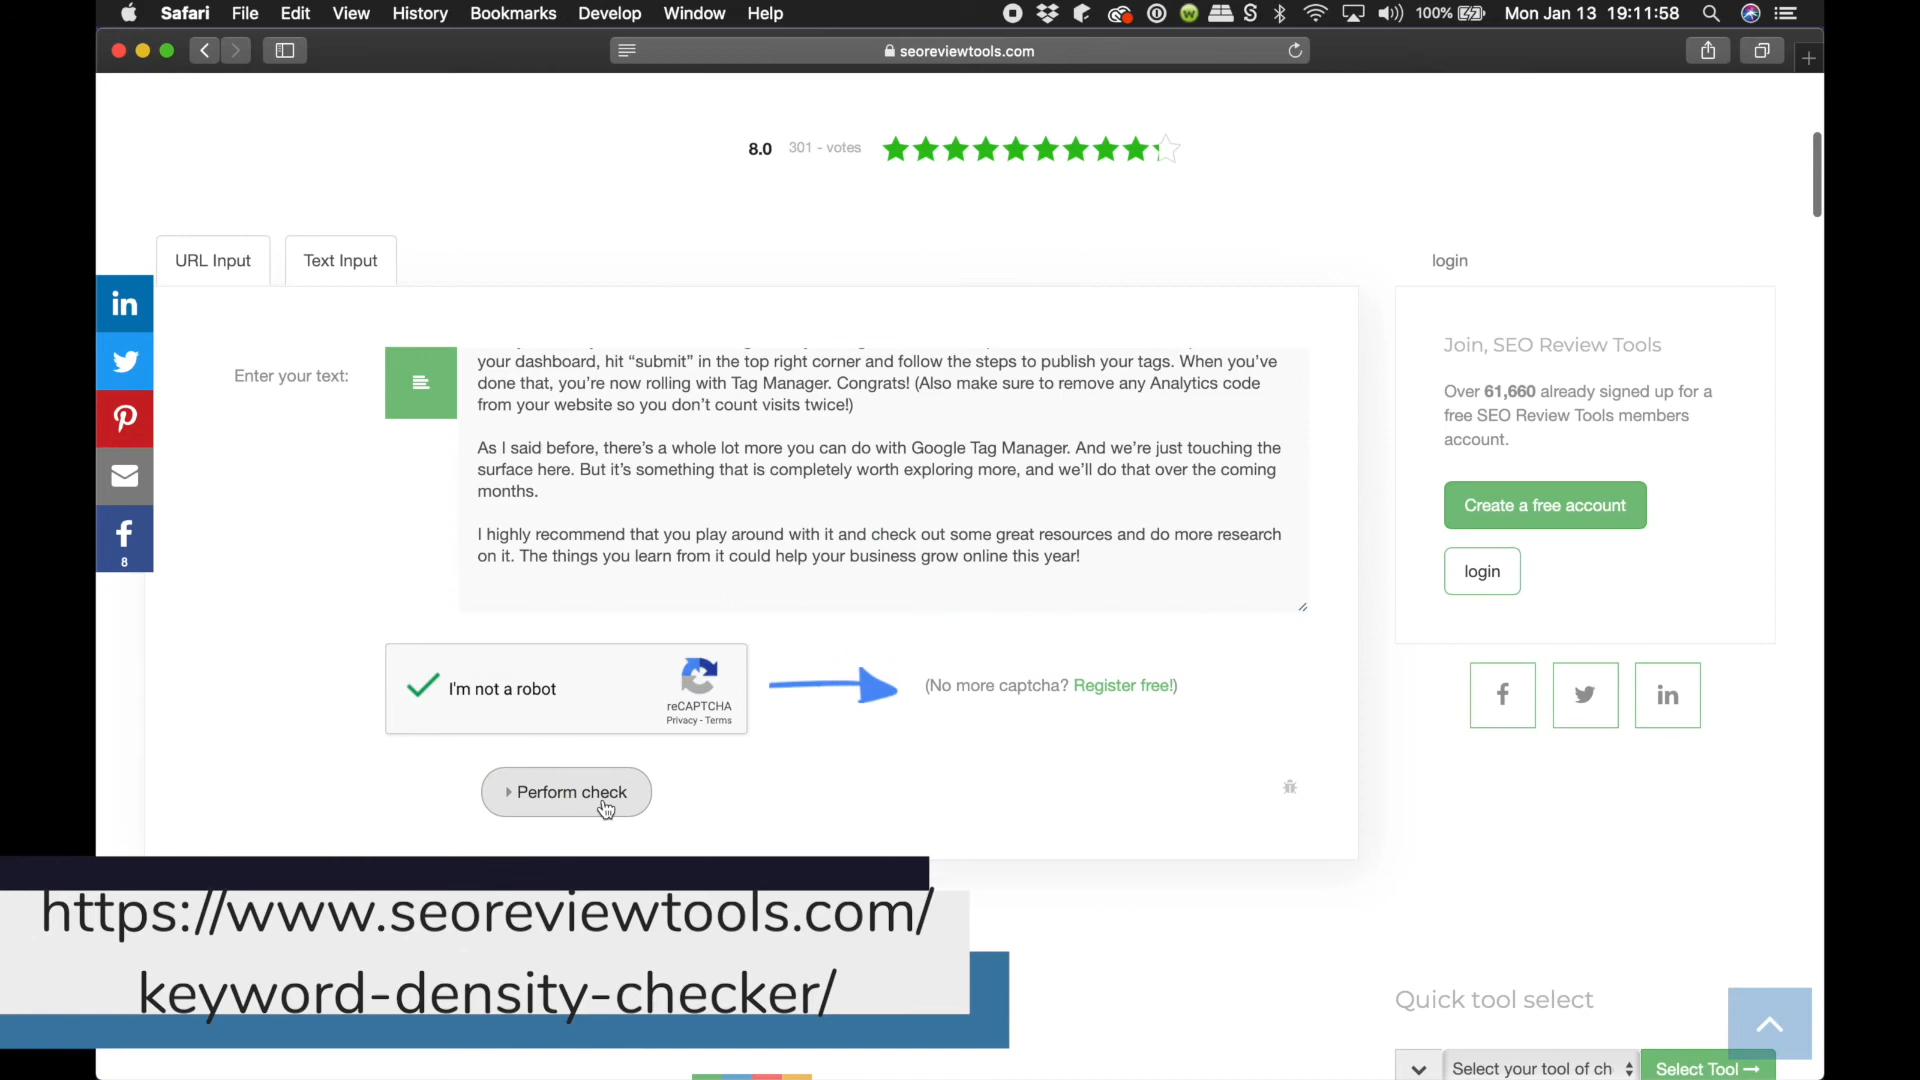 Safari File Edit View History Bookmarks Develop Window Help 100% Mon Jan 13 19:11:58
seoreviewtools.com
8.0 301 - votes
URL Input Text Input
login
Enter your text:
your dashboard, hit “submit” in the top right corner and follow the steps to publish your tags. When you’ve
done that, you’re now rolling with Tag Manager. Congrats! (Also make sure to remove any Analytics code
from your website so you don’t count visits twice!)
As I said before, there’s a whole lot more you can do with Google Tag Manager. And we’re just touching the
surface here. But it’s something that is completely worth exploring more, and we’ll do that over the coming
months.
I highly recommend that you play around with it and check out some great resources and do more research
on it. The things you learn from it could help your business grow online this year!
8
Join, SEO Review Tools
Over 61,660 already signed up for a
free SEO Review Tools members
account.
Create a free account
login
I'm not a robot
reCAPTCHA
Privacy - Terms
(No more captcha? Register free!)
Perform check
https://www.seoreviewtools.com/
keyword-density-checker/
Quick tool select
Select your tool of ch
Select Tool